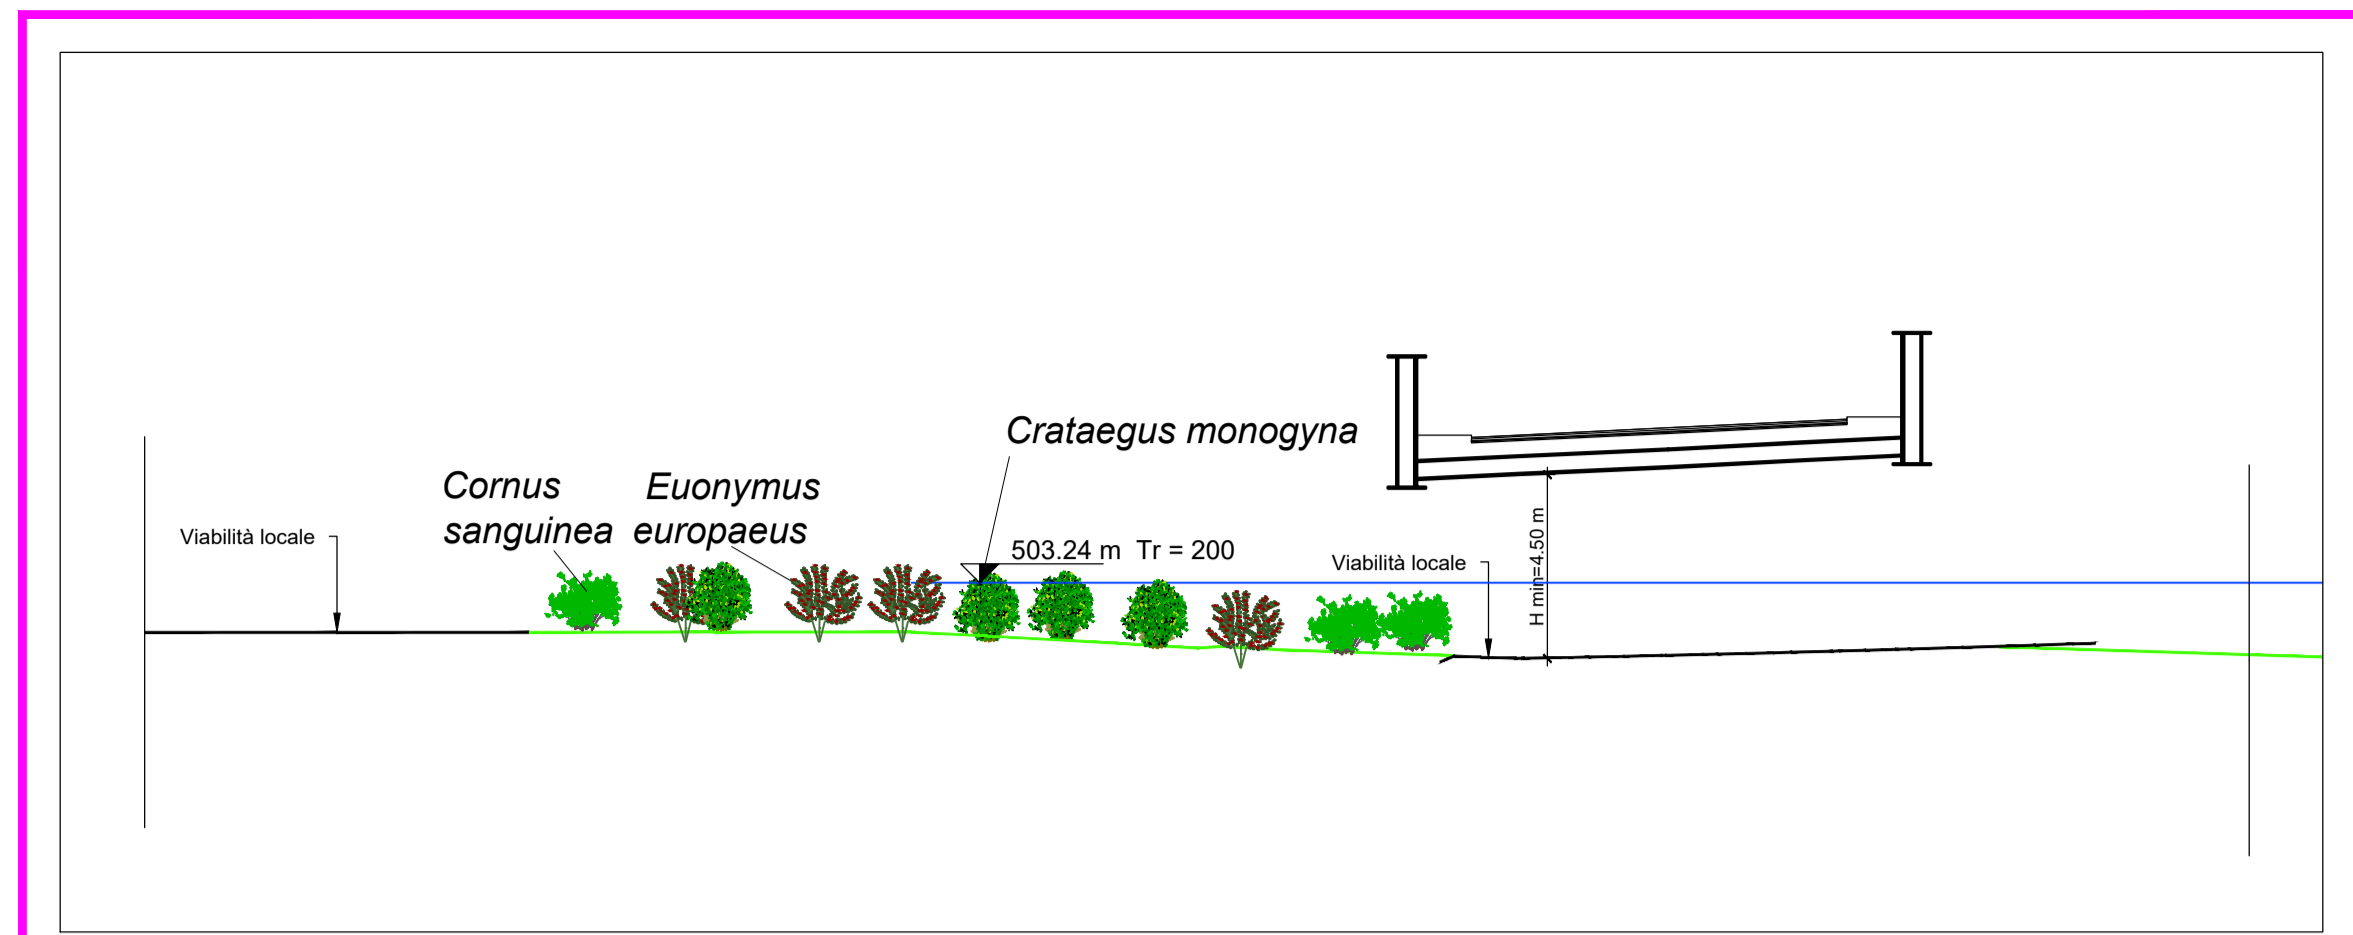 Crataegus monogyna
Cornus
sanguinea
Euonymus
europaeus
Viabilità locale
503.24 m Tr = 200
Viabilità locale
H min=4.50 m